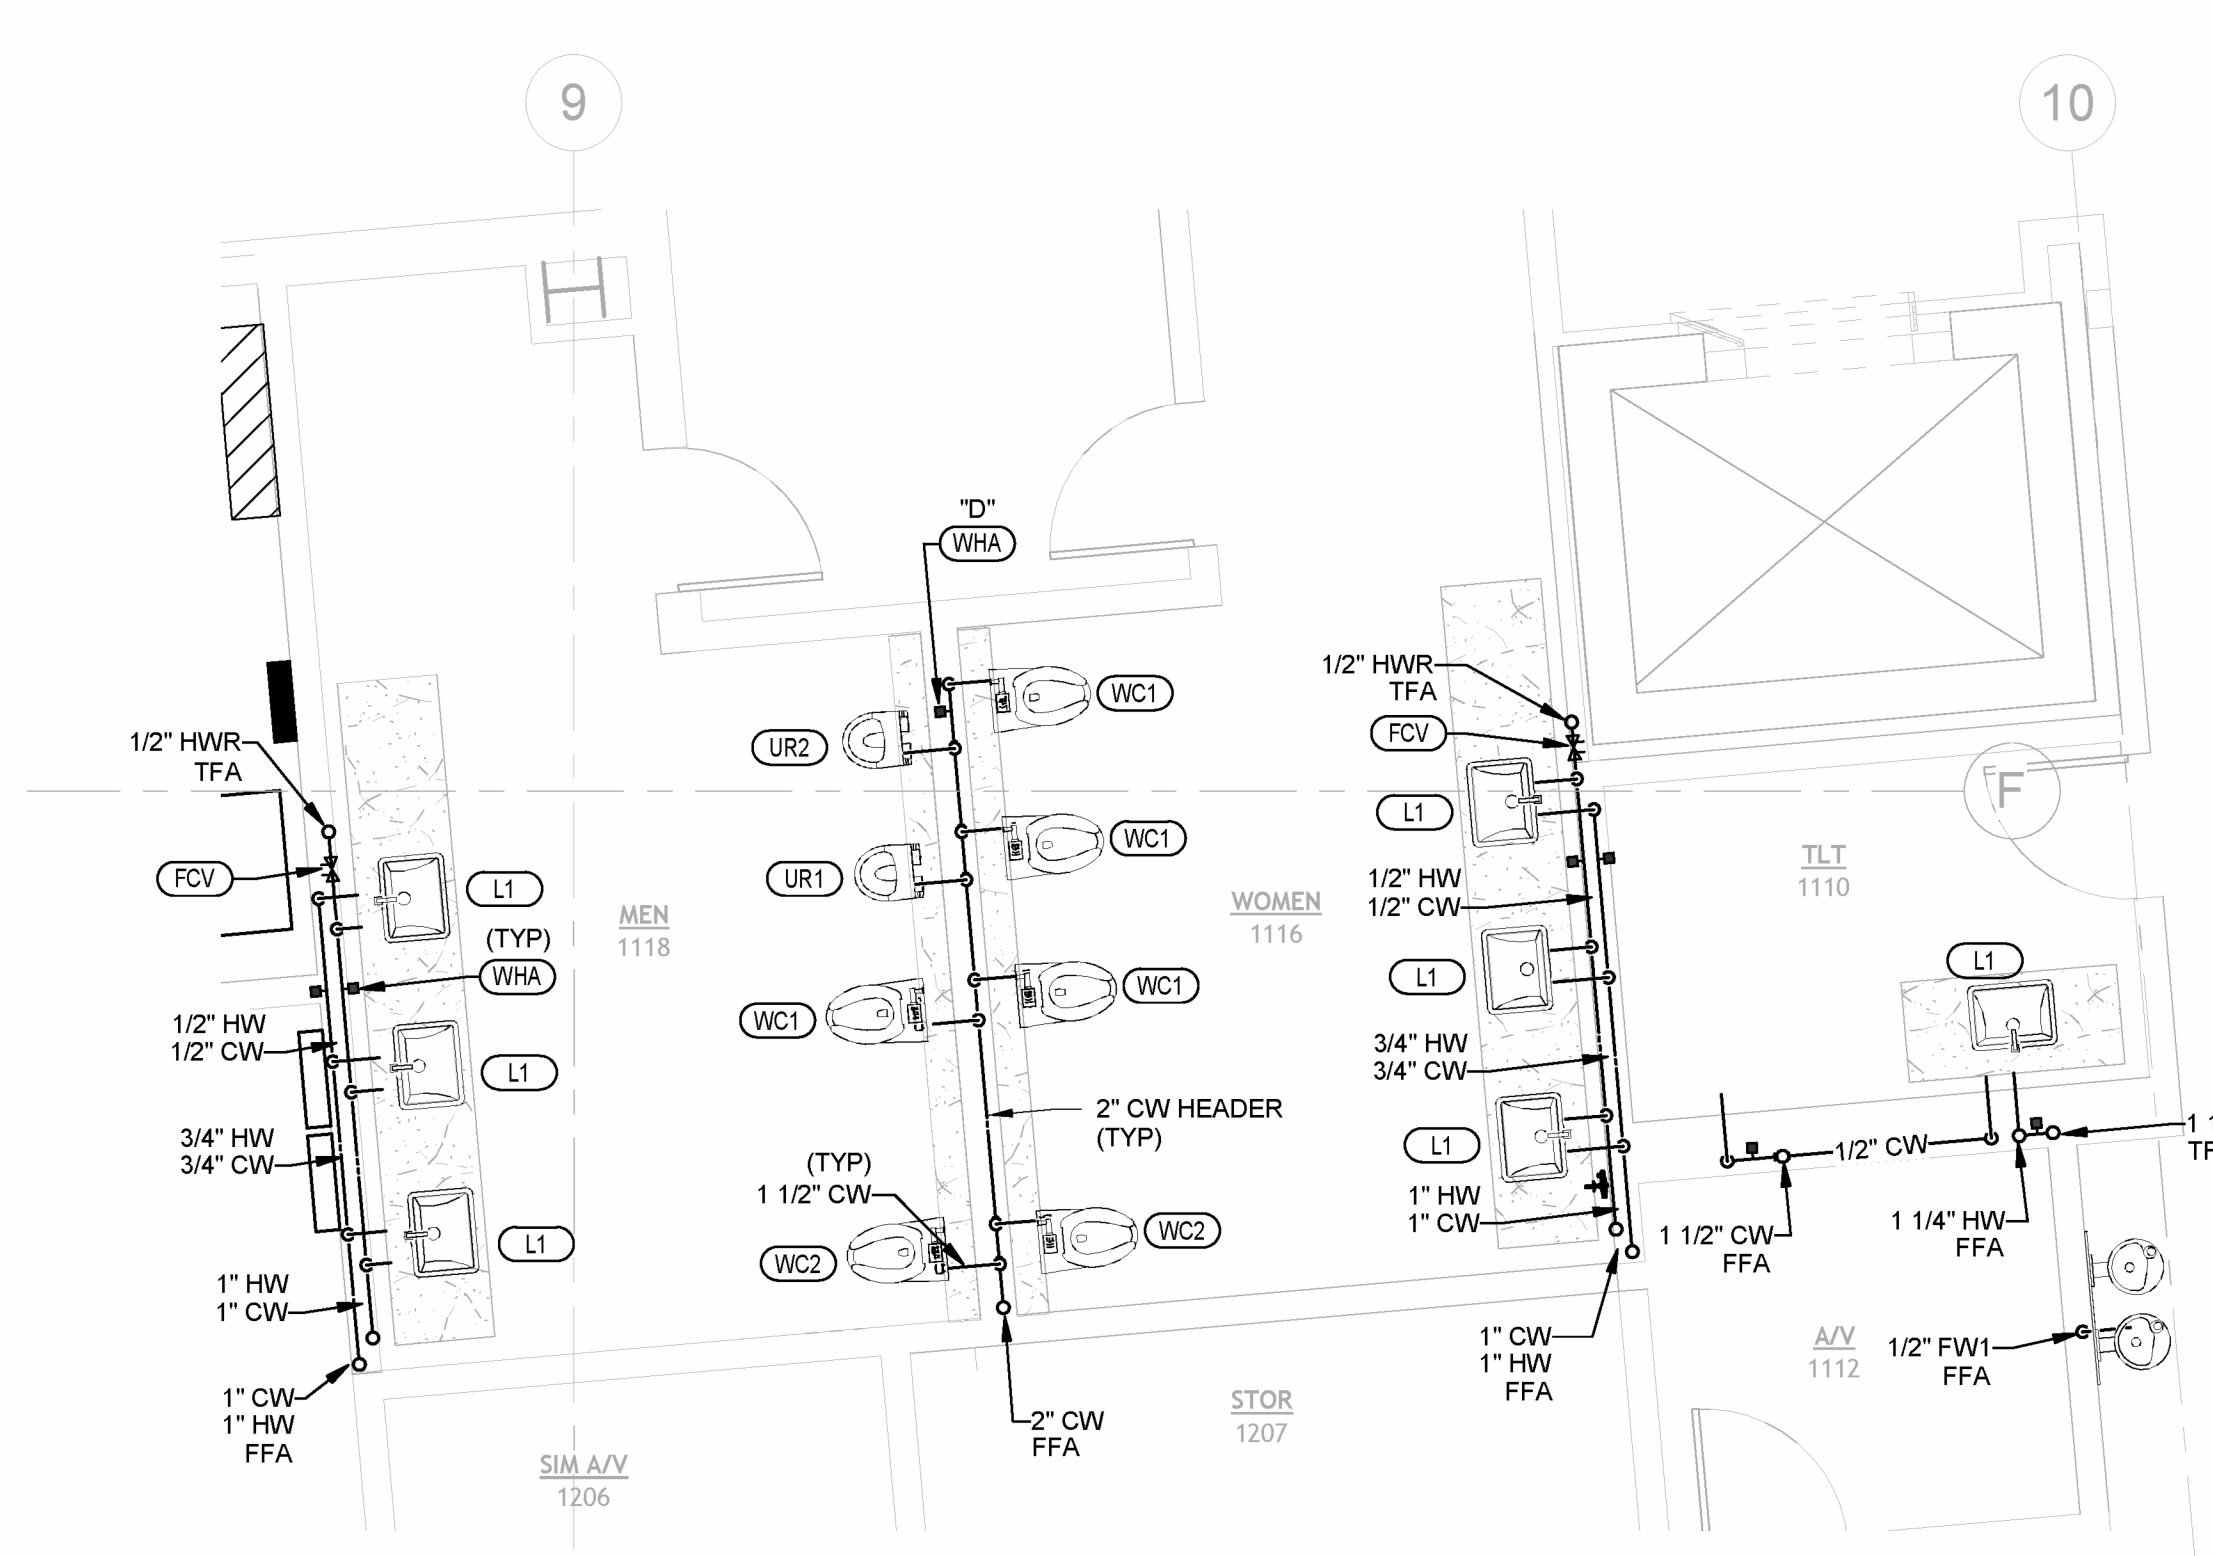 9
10
"D"
WHA
1/2" HWR
TFA
WC1
FCV
UR2
1/2" HWR
TFA
F
L1
WC1
FCV
L1
UR1
1/2" HW
1/2" CW
WOMEN
1116
TLT
1110
MEN
1118
(TYP)
WHA
WC1
L1
L1
WC1
1/2" HW
1/2" CW
L1
3/4" HW
3/4" CW
2" CW HEADER
(TYP)
3/4" HW
3/4" CW
L1
1/2" CW
1 1
TF
(TYP)
1 1/2" CW
1" HW
1" CW
WC2
WC2
L1
1 1/2" CW
FFA
1 1/4" HW
FFA
1" HW
1" CW
1" CW
1" HW
FFA
A/V
1112
1/2" FW1
FFA
1" CW
1" HW
FFA
2" CW
FFA
STOR
1207
SIM A/V
1206